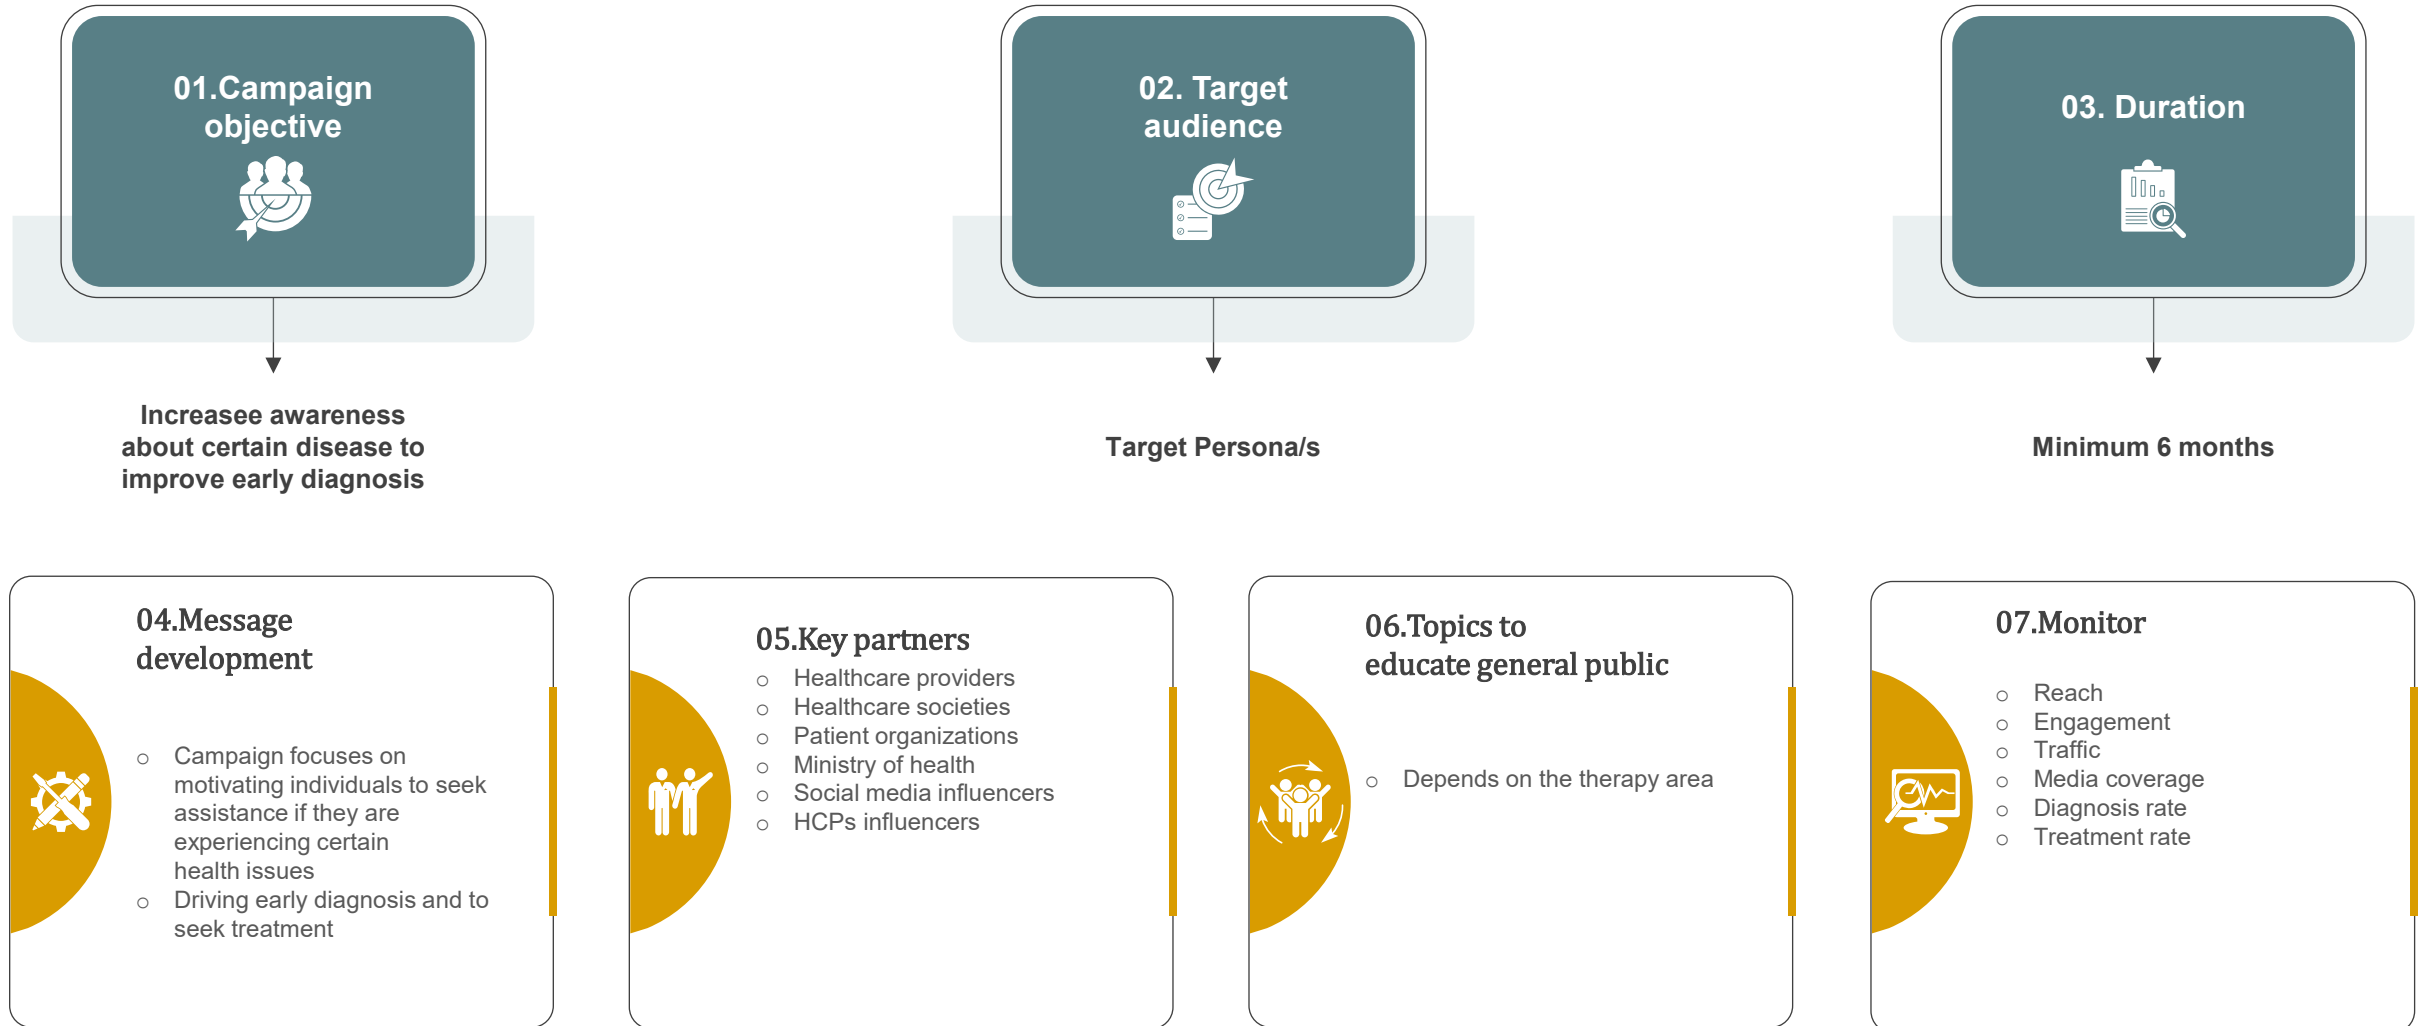 01.Campaign
objective
02. Target
audience
03. Duration
Increasee awareness
about certain disease to
improve early diagnosis
Target Persona/s
Minimum 6 months
04.Message
development
○ Campaign focuses on
motivating individuals to seek
assistance if they are
experiencing certain
health issues
○ Driving early diagnosis and to
seek treatment
05.Key partners
○ Healthcare providers
○ Healthcare societies
○ Patient organizations
○ Ministry of health
○ Social media influencers
○ HCPs influencers
06.Topics to
educate general public
○ Depends on the therapy area
07.Monitor
○ Reach
○ Engagement
○ Traffic
○ Media coverage
○ Diagnosis rate
○ Treatment rate